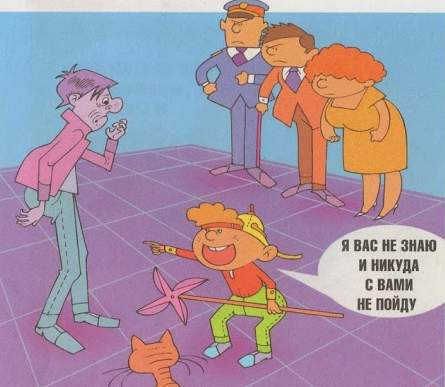 Я ВАС НЕ ЗНАЮ
И НИКУДА
С ВАМИ
НЕ ПОЙДУ